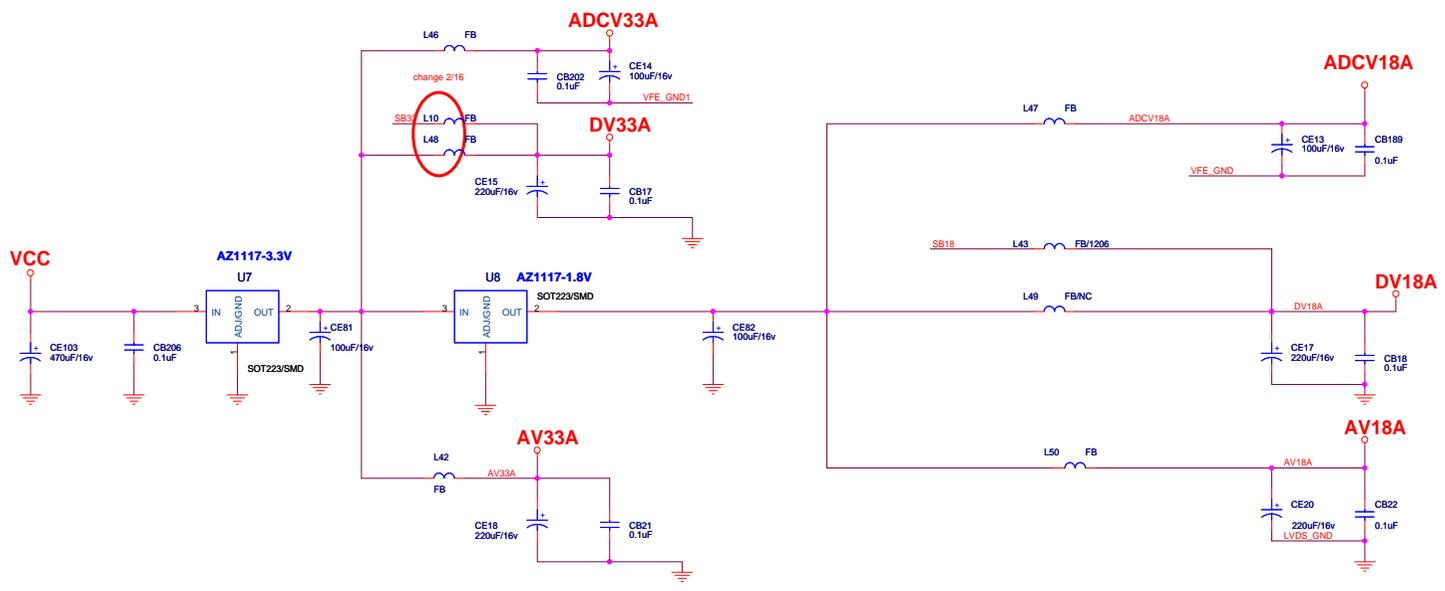 ADCV33A
L46 FB
CE14
100uF/16v
CB202
0.1uF
VFE_GND1
change 2/16
SB33 L10 FB
L48 FB
DV33A
CE15
220uF/16v
CB17
0.1uF
ADCV18A
L47 FB
ADCV18A
CE13
100uF/16v
CB189
0.1uF
VFE_GND
SB18 L43 FB/1206
VCC
AZ1117-3.3V
U7
3 IN OUT 2
ADJ/GND
1
SOT223/SMD
CE103
470uF/16v
CB206
0.1uF
CE81
100uF/16v
U8 AZ1117-1.8V
SOT223/SMD
3 IN OUT 2
ADJ/GND
1
CE82
100uF/16v
L49 FB/NC
DV18A
DV18A
CE17
220uF/16v
CB18
0.1uF
AV33A
L42
FB
AV33A
CE18
220uF/16v
CB21
0.1uF
AV18A
L50 FB
AV18A
CE20
220uF/16v
CB22
0.1uF
LVDS_GND